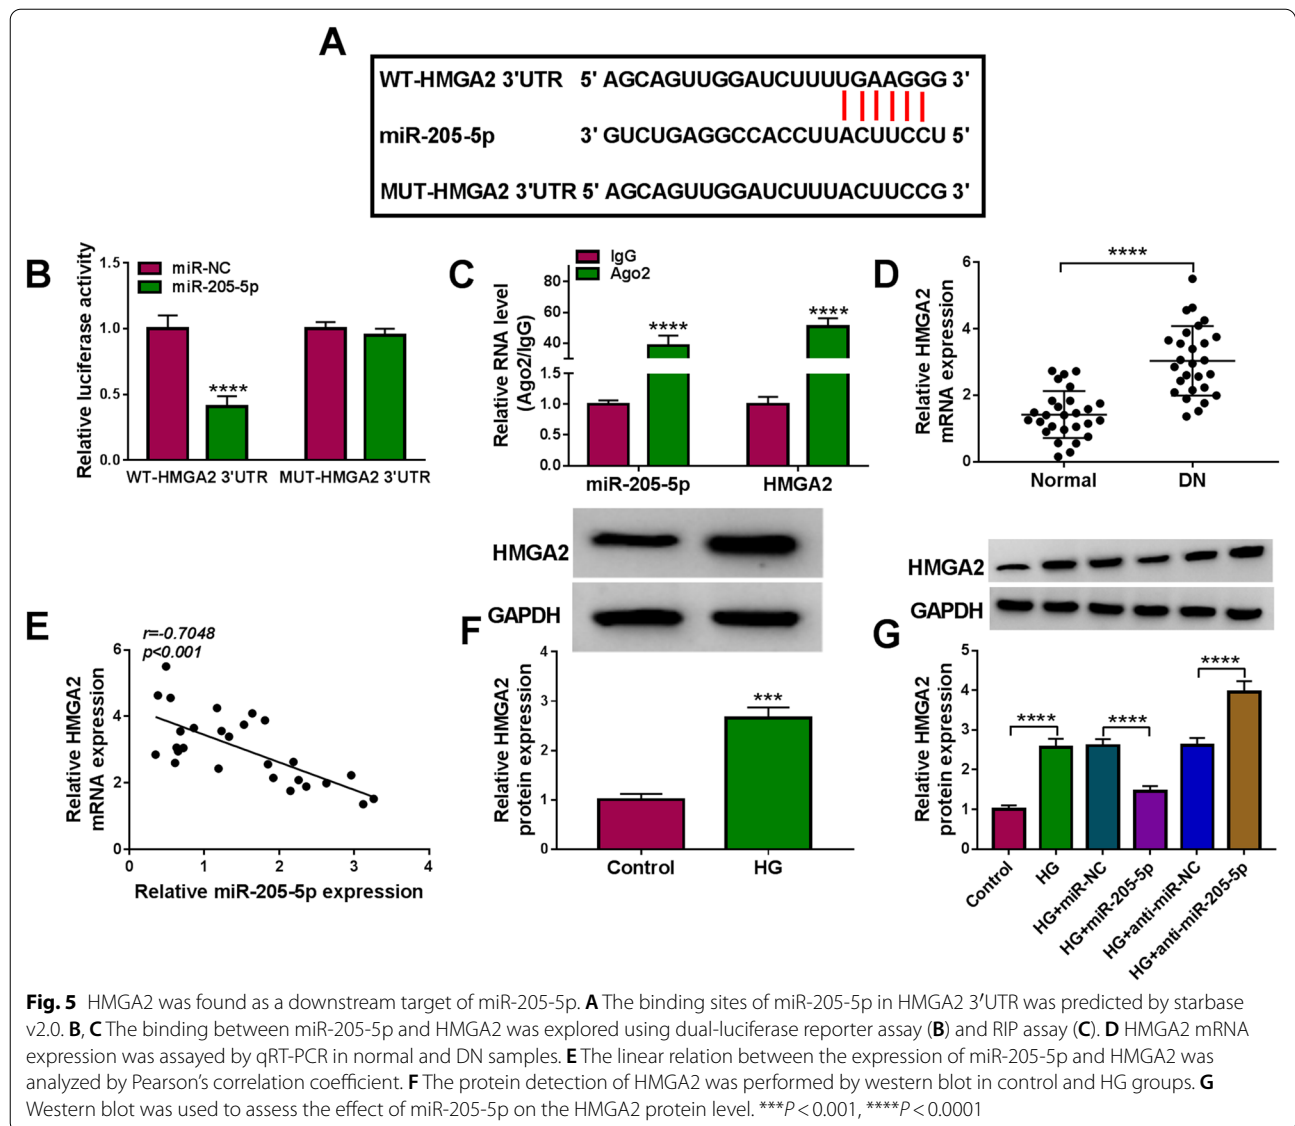 A
WT-HMGA2 3'UTR 5' AGCAGUUGGAUCUUUUGAAGGG 3'
miR-205-5p 3' GUCUGAGGCCACCUUACUUCCU 5'
MUT-HMGA2 3'UTR 5' AGCAGUUGGAUCUUUACUUCCG 3'
B
Relative luciferase activity
1.5
1.0
0.5
0.0
miR-NC
miR-205-5p
****
WT-HMGA2 3'UTR MUT-HMGA2 3'UTR
C
Relative RNA level
(Ago2/IgG)
IgG
Ago2
80
60
40
1.5
1.0
0.5
0.0
****
****
miR-205-5p HMGA2
D
Relative HMGA2
mRNA expression
6
4
2
0
****
Normal DN
E
Relative HMGA2
mRNA expression
r=-0.7048
p<0.001
6
4
2
0
0 1 2 3 4
Relative miR-205-5p expression
F
HMGA2
GAPDH
Relative HMGA2
protein expression
4
3
2
1
0
***
Control HG
G
HMGA2
GAPDH
Relative HMGA2
protein expression
5
4
3
2
1
0
****
****
****
Control
HG
HG+miR-NC
HG+miR-205-5p
HG+anti-miR-NC
HG+anti-miR-205-5p
Fig. 5 HMGA2 was found as a downstream target of miR-205-5p. A The binding sites of miR-205-5p in HMGA2 3′UTR was predicted by starbase
v2.0. B, C The binding between miR-205-5p and HMGA2 was explored using dual-luciferase reporter assay (B) and RIP assay (C). D HMGA2 mRNA
expression was assayed by qRT-PCR in normal and DN samples. E The linear relation between the expression of miR-205-5p and HMGA2 was
analyzed by Pearson's correlation coefficient. F The protein detection of HMGA2 was performed by western blot in control and HG groups. G
Western blot was used to assess the effect of miR-205-5p on the HMGA2 protein level. ***P < 0.001, ****P < 0.0001